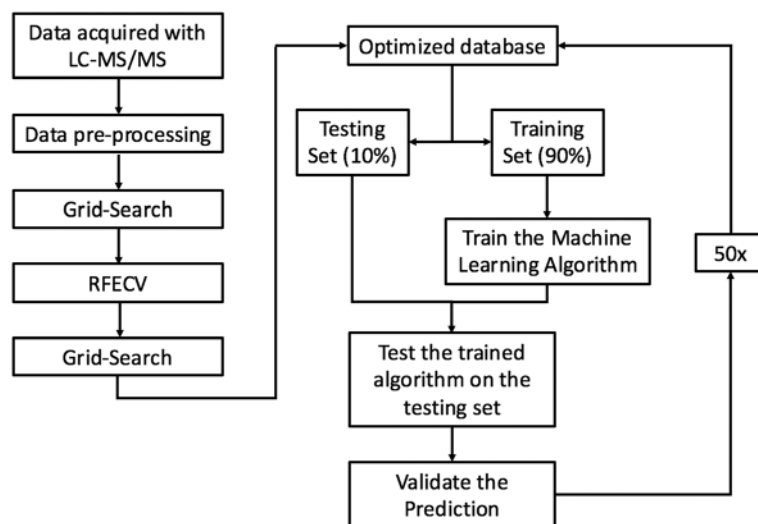 Data acquired with
LC-MS/MS
Data pre-processing
Grid-Search
RFECV
Grid-Search
Optimized database
Testing
Set (10%)
Training
Set (90%)
Train the Machine
Learning Algorithm
50x
Test the trained
algorithm on the
testing set
Validate the
Prediction